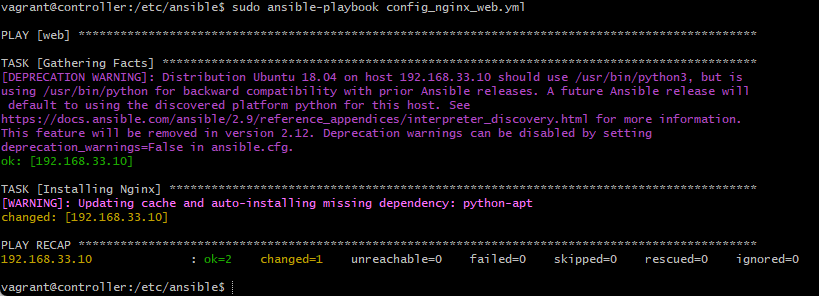 vagrant@controller:/etc/ansible$ sudo ansible-playbook config_nginx_web.yml
PLAY [web] *************************************************************************************************
TASK [Gathering Facts] *************************************************************************************
[DEPRECATION WARNING]: Distribution Ubuntu 18.04 on host 192.168.33.10 should use /usr/bin/python3, but is
using /usr/bin/python for backward compatibility with prior Ansible releases. A future Ansible release will
default to using the discovered platform python for this host. See
https://docs.ansible.com/ansible/2.9/reference_appendices/interpreter_discovery.html for more information.
This feature will be removed in version 2.12. Deprecation warnings can be disabled by setting
deprecation_warnings=False in ansible.cfg.
ok: [192.168.33.10]
TASK [Installing Nginx] ************************************************************************************
[WARNING]: Updating cache and auto-installing missing dependency: python-apt
changed: [192.168.33.10]
PLAY RECAP *************************************************************************************************
192.168.33.10 : ok=2 changed=1 unreachable=0 failed=0 skipped=0 rescued=0 ignored=0
vagrant@controller:/etc/ansible$